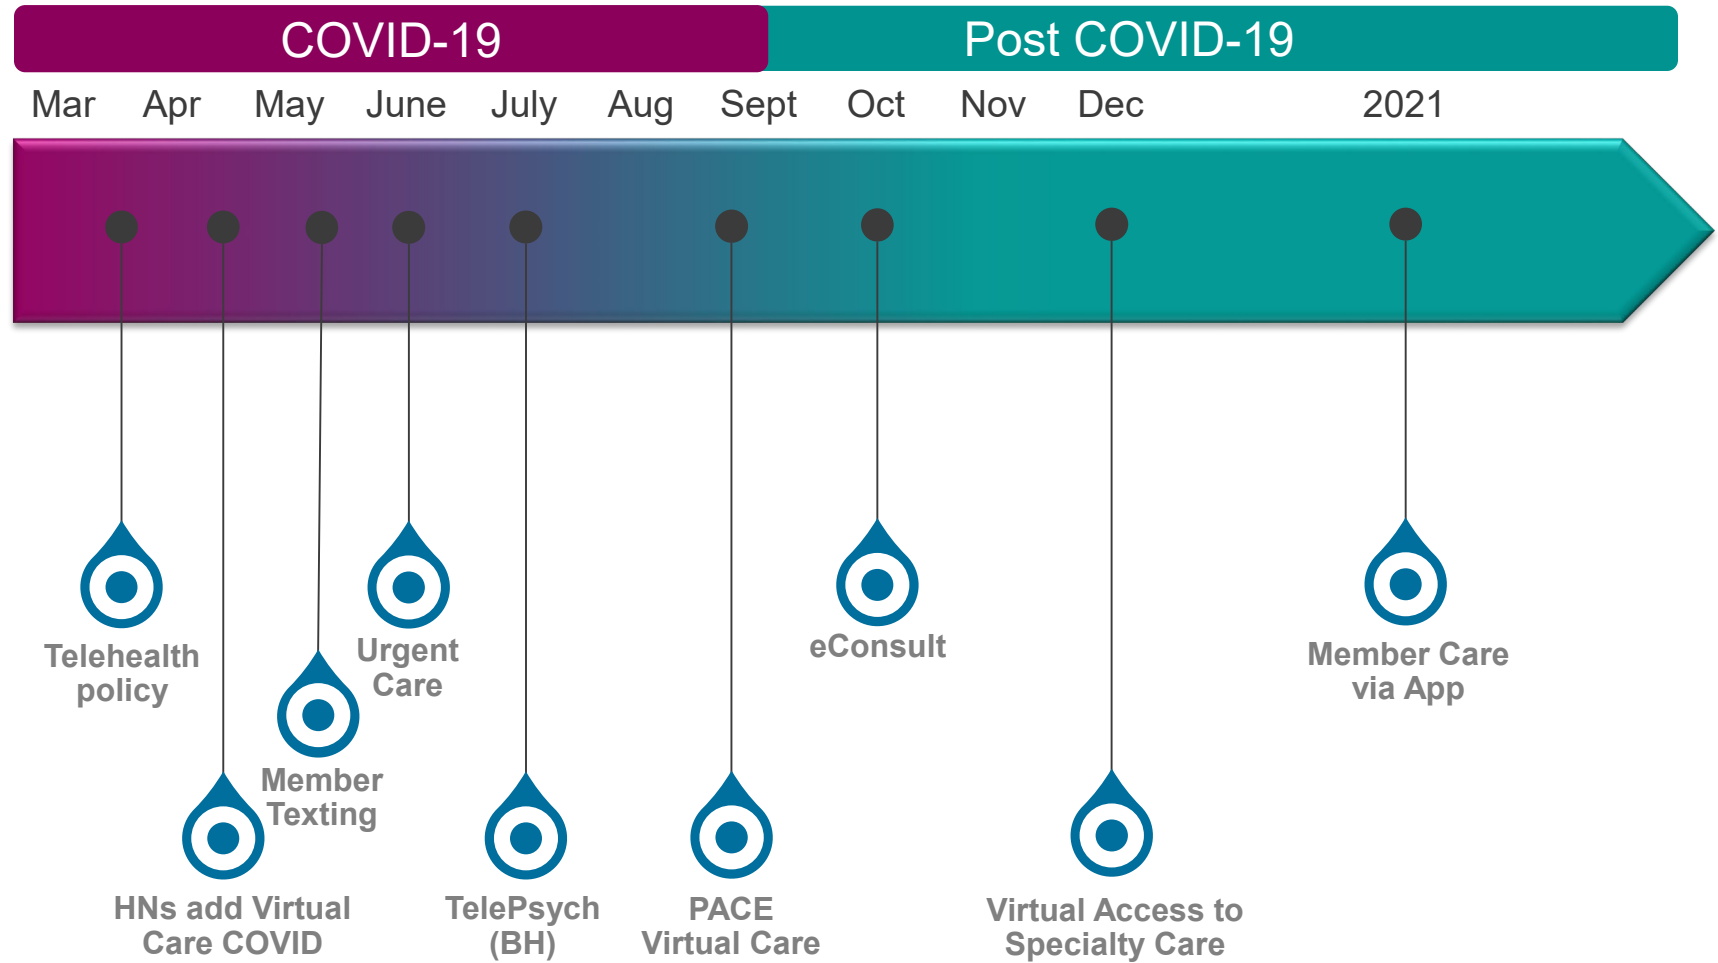 COVID-19
Post COVID-19
Mar Apr May June July Aug Sept Oct Nov Dec 2021
Telehealth
policy
HNs add Virtual
Care COVID
Member
Texting
Urgent
Care
TelePsych
(BH)
PACE
Virtual Care
eConsult
Virtual Access to
Specialty Care
Member Care
via App